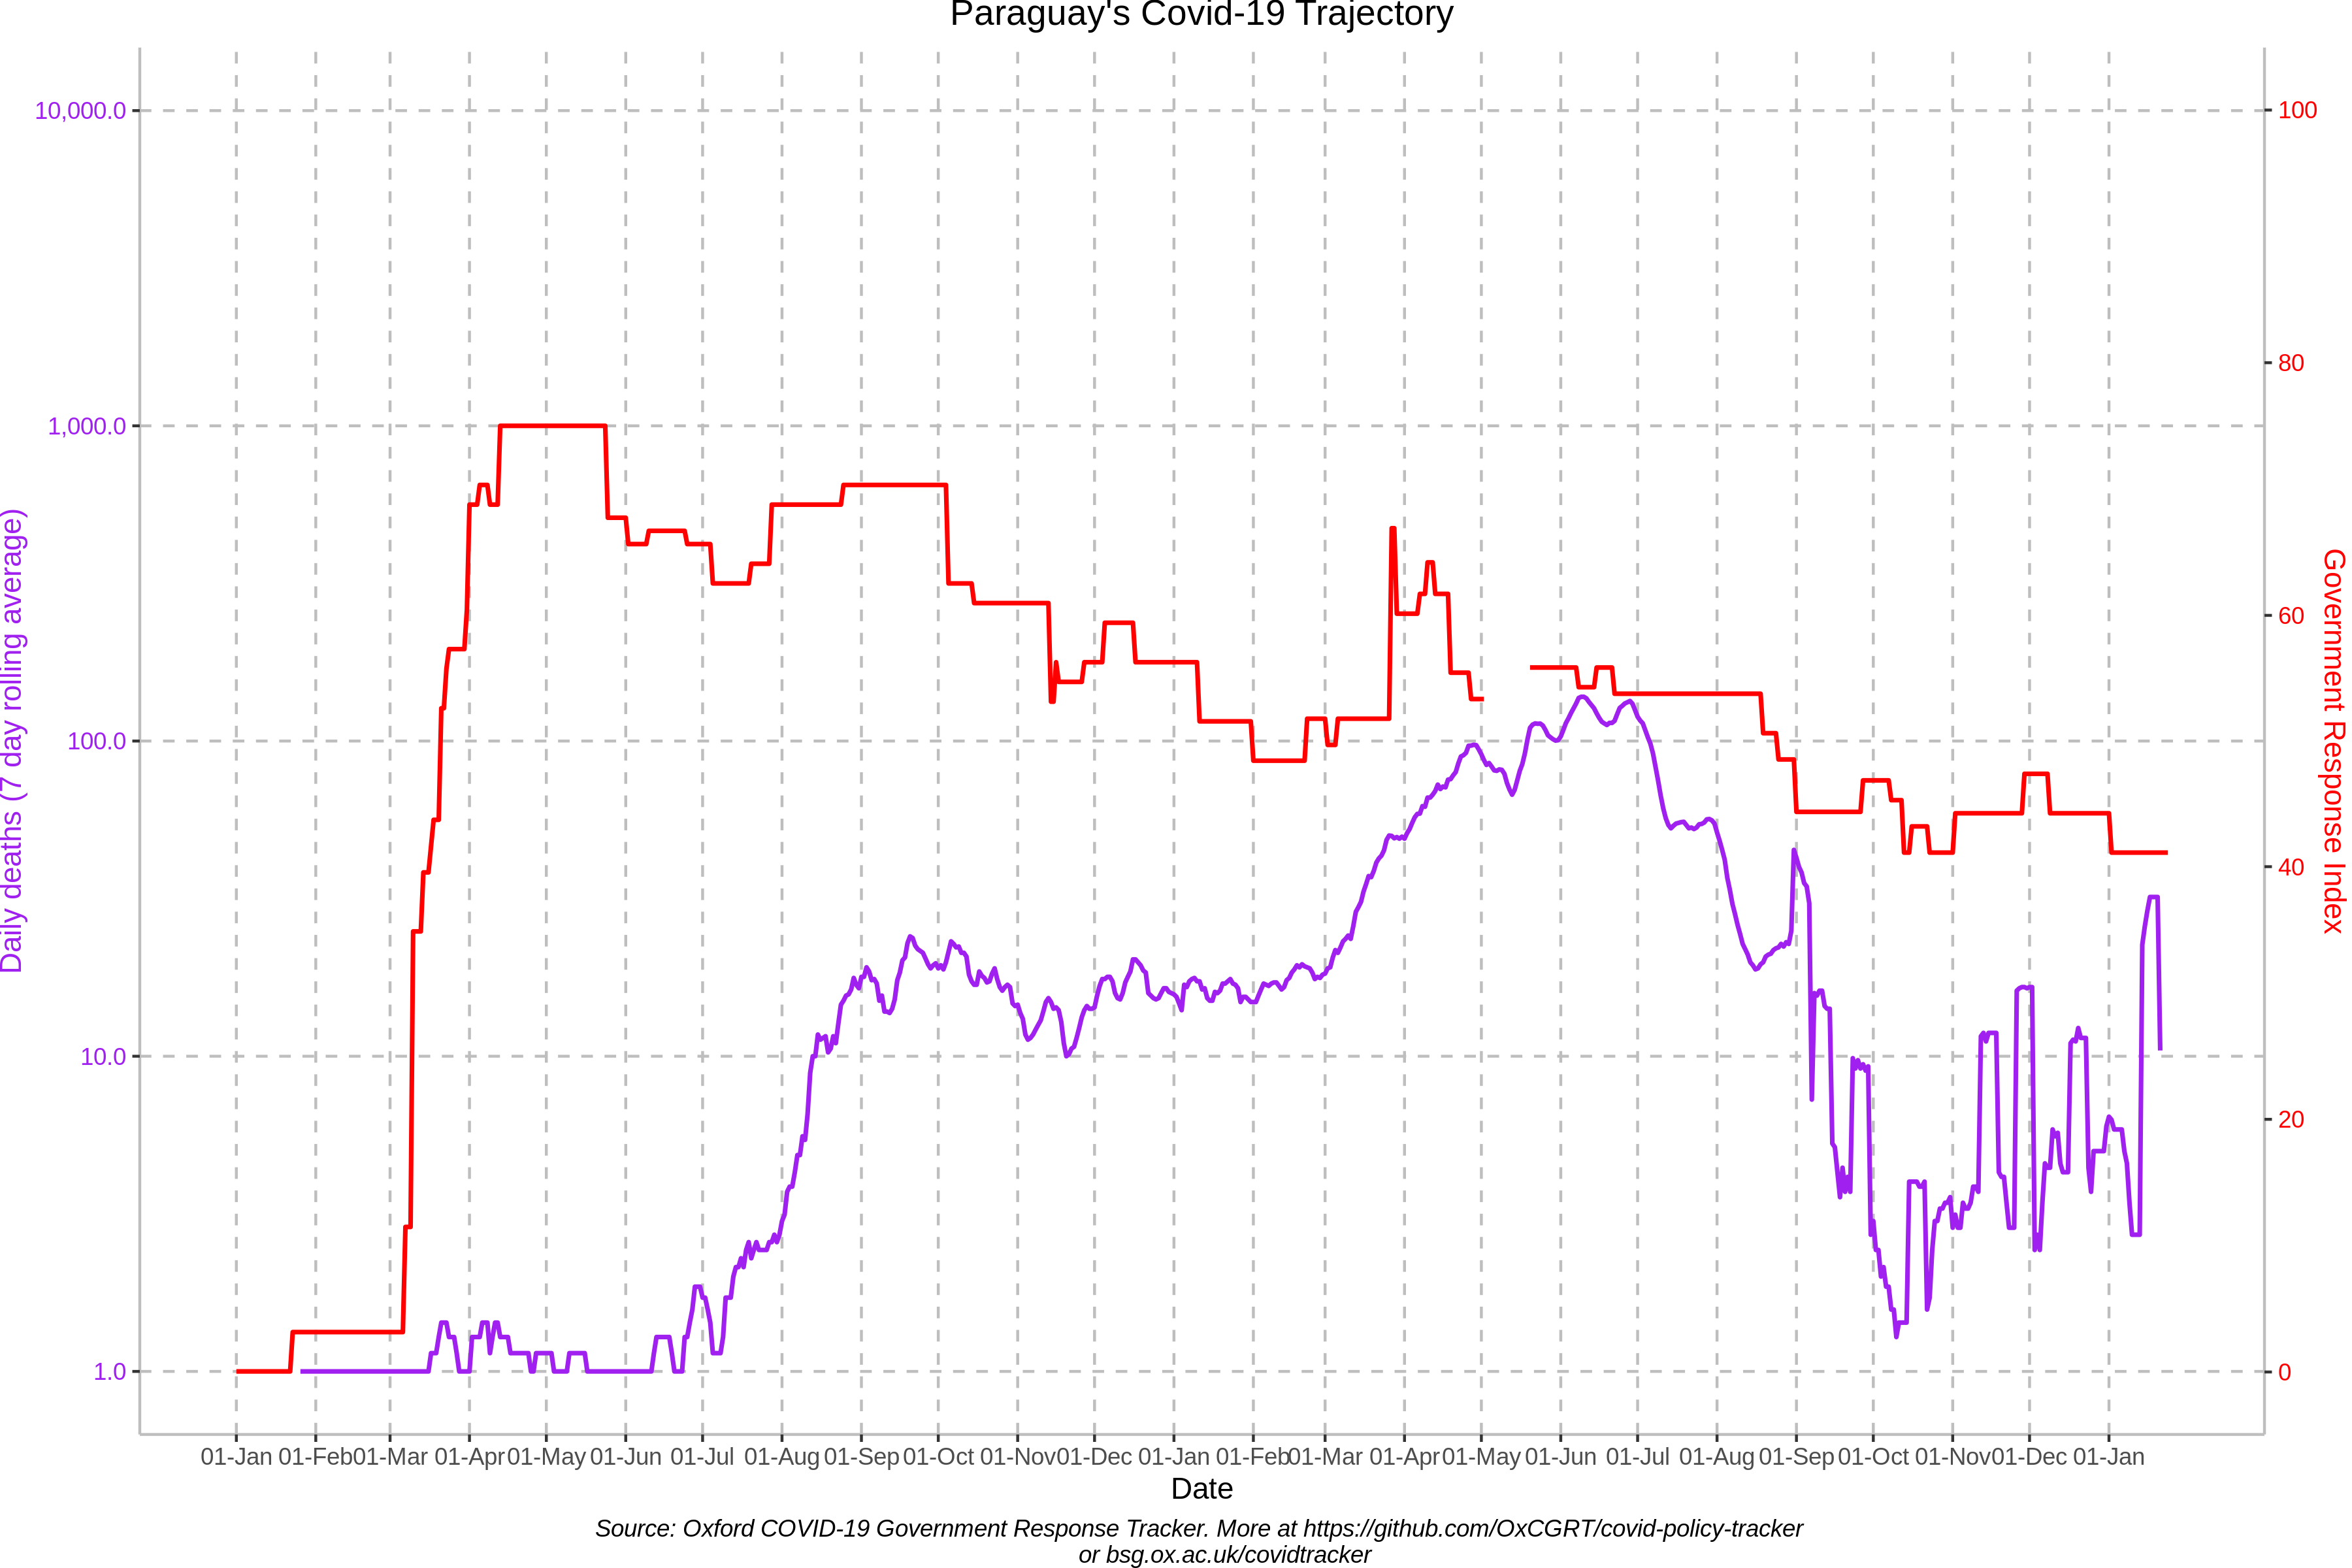 Paraguay's Covid-19 Trajectory
10,000.0
1,000.0
100.0
10.0
1.0
Daily deaths (7 day rolling average)
100
80
60
40
20
0
Government Response Index
01-Jan 01-Feb 01-Mar 01-Apr 01-May 01-Jun 01-Jul 01-Aug 01-Sep 01-Oct 01-Nov 01-Dec 01-Jan 01-Feb 01-Mar 01-Apr 01-May 01-Jun 01-Jul 01-Aug 01-Sep 01-Oct 01-Nov 01-Dec 01-Jan
Date
Source: Oxford COVID-19 Government Response Tracker. More at https://github.com/OxCGRT/covid-policy-tracker
or bsg.ox.ac.uk/covidtracker